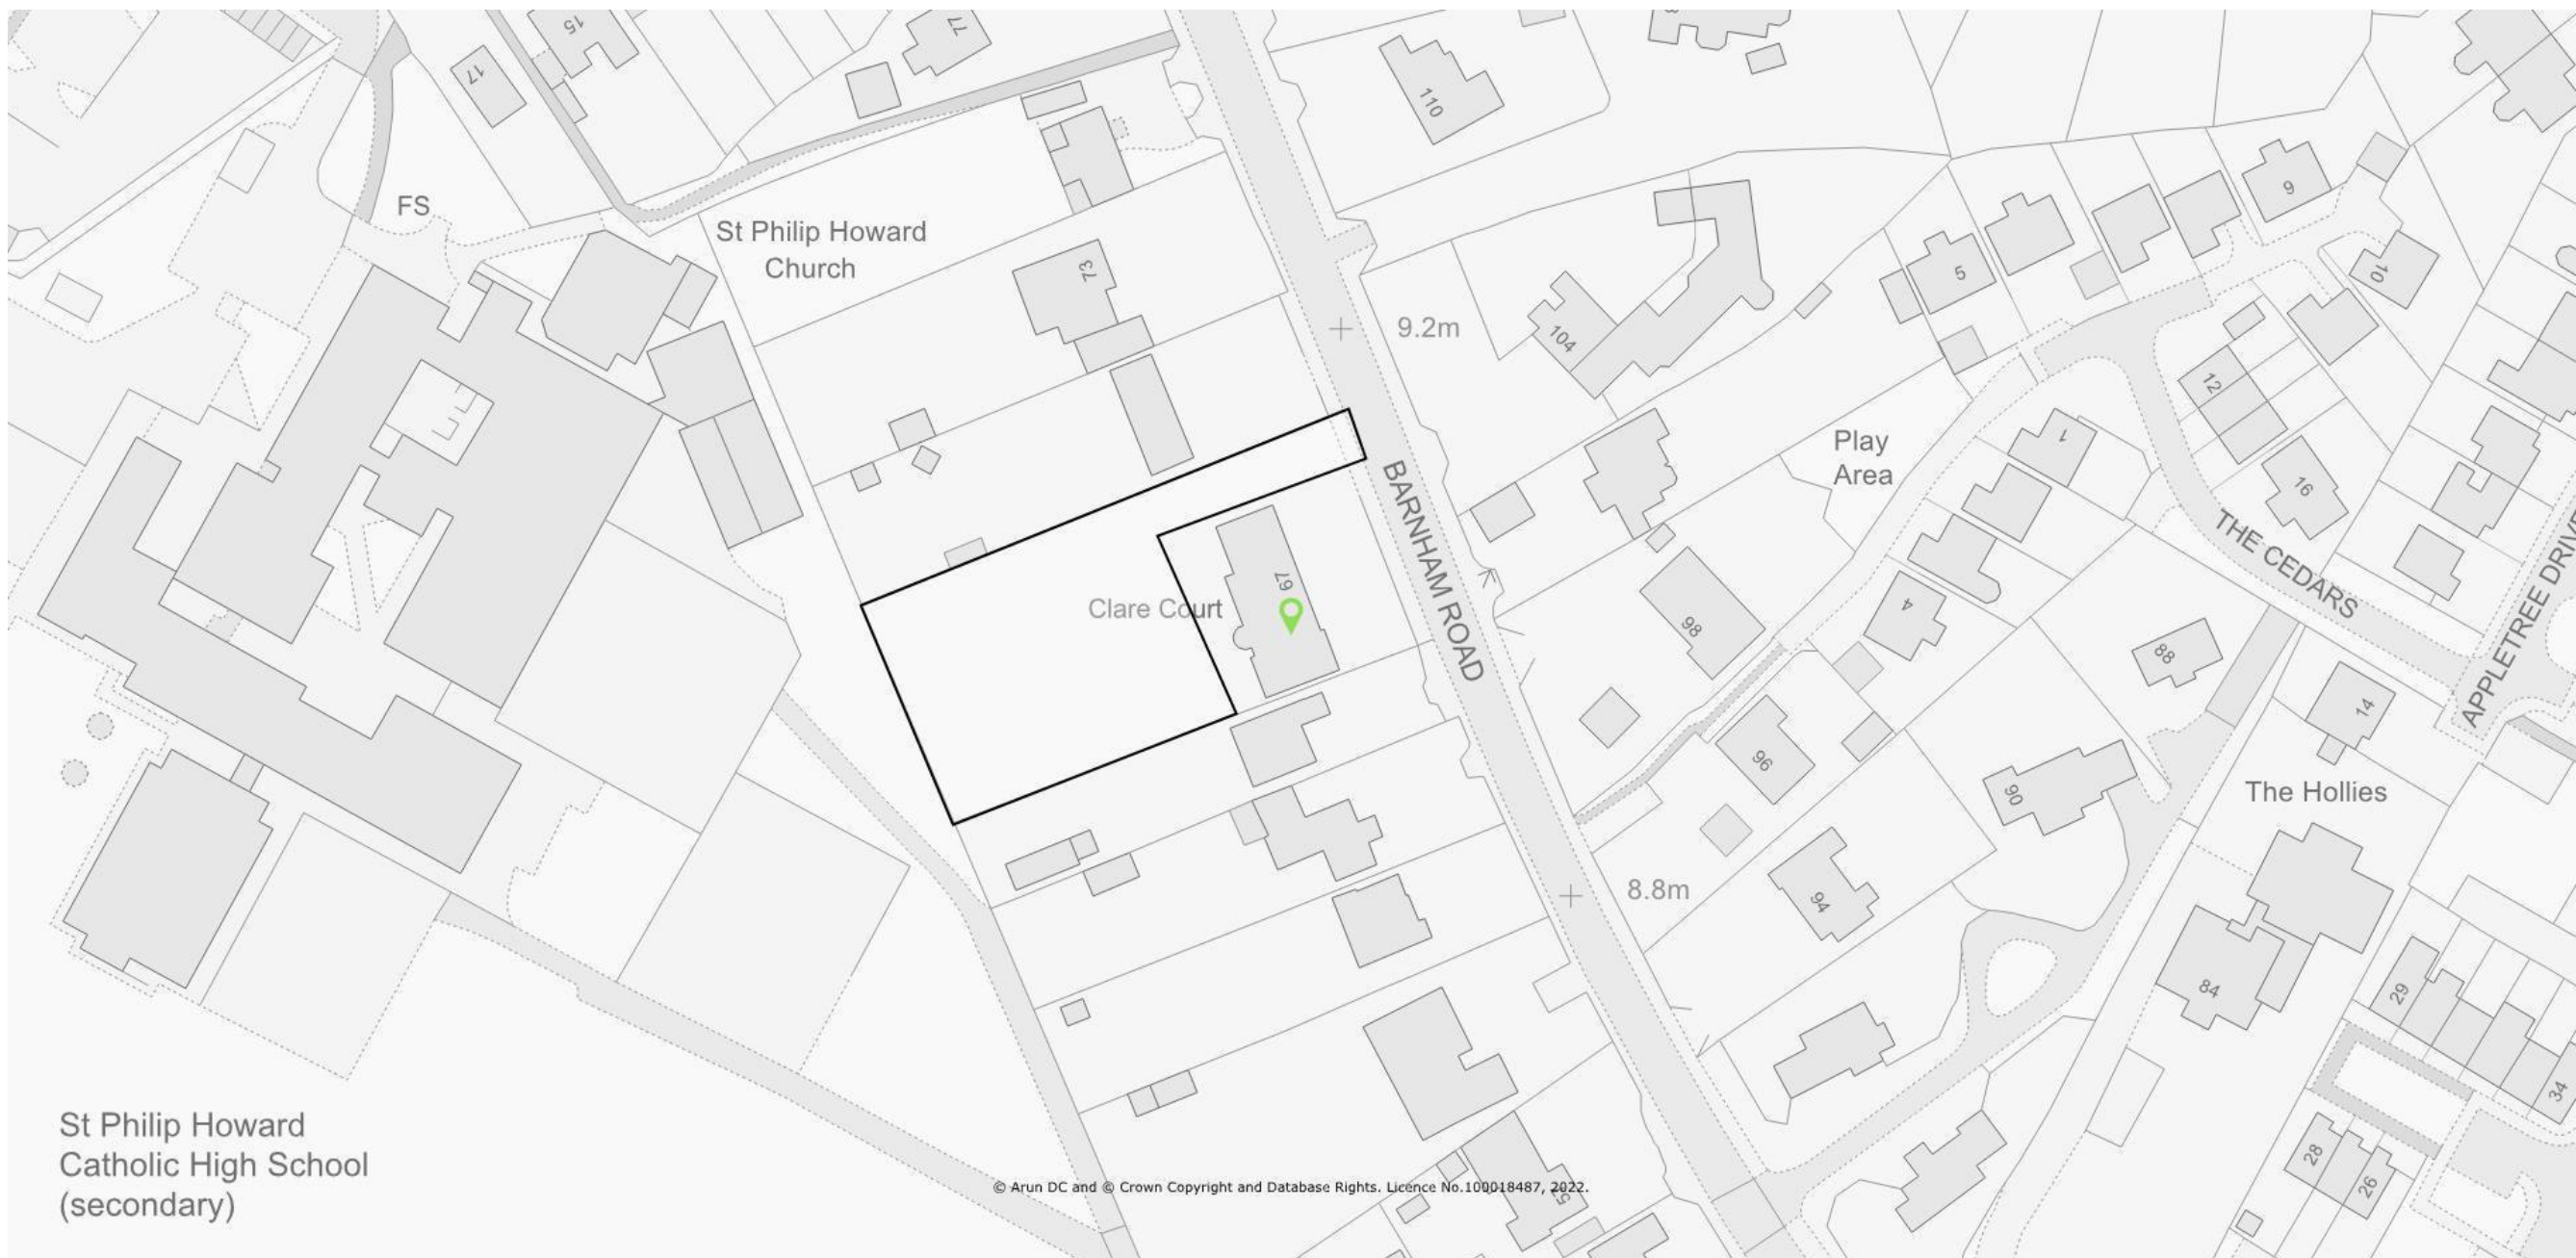 15
77
17
110
FS
St Philip Howard
Church
73
9.2m
104
5
9
10
12
1
16
Play
Area
BARNHAM ROAD
67
Clare Court
98
4
THE CEDARS
APPLETREE DRIVE
88
14
96
90
The Hollies
8.8m
94
84
29
34
28
26
St Philip Howard
Catholic High School
(secondary)
© Arun DC and © Crown Copyright and Database Rights. Licence No.100018487, 2022.